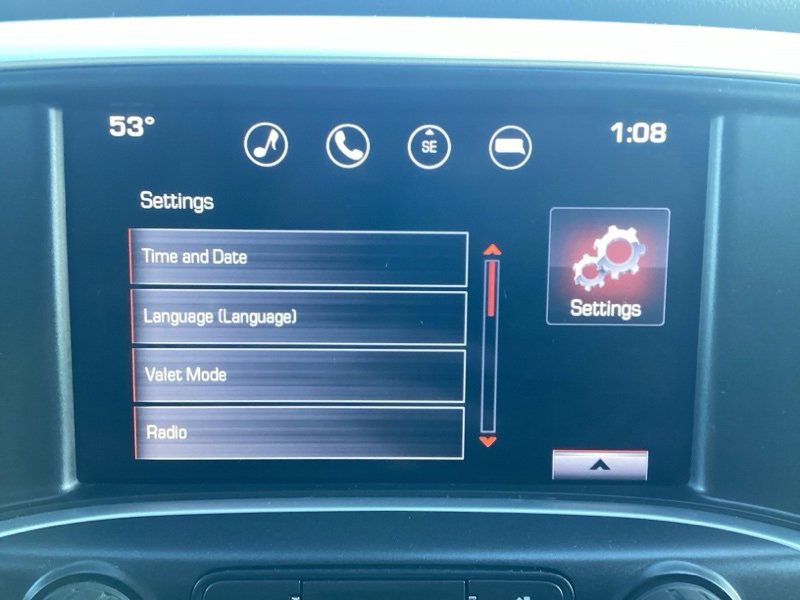 53° SE 1:08
Settings
Time and Date
Language (Language)
Valet Mode
Radio
Settings